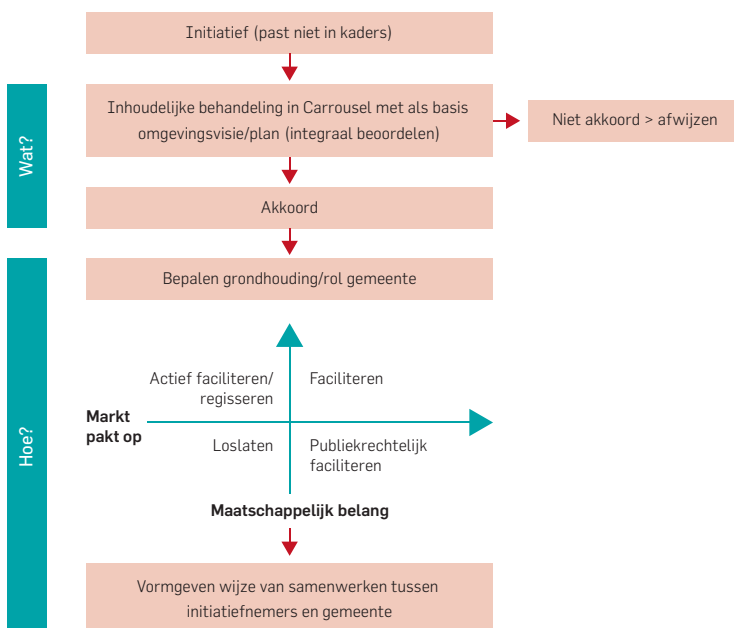 Initiatief (past niet in kaders)
Wat?
Inhoudelijke behandeling in Carrousel met als basis
omgevingsvisie/plan (integraal beoordelen)
Niet akkoord > afwijzen
Akkoord
Hoe?
Bepalen grondhouding/rol gemeente
Actief faciliteren/
regisseren
Faciliteren
Markt
pakt op
Loslaten
Publiekrechtelijk
faciliteren
Maatschappelijk belang
Vormgeven wijze van samenwerken tussen
initiatiefnemers en gemeente